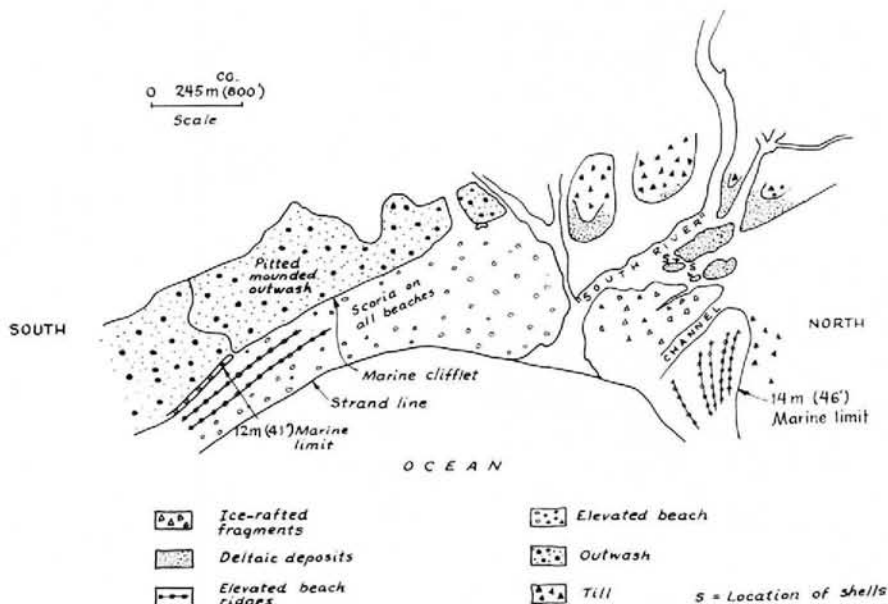 CO.
0 245m (800')
Scale
Pitted
mounded
outwash
Scoria on
all beaches
"SOUTH RIVER"
S
S
CHANNEL
SOUTH
NORTH
Marine clifflet
Strand line
12m (41') Marine
limit
14m (46')
Marine limit
OCEAN
Ice-rafted
fragments
Deltaic deposits
Elevated beach
ridges
Elevated beach
Outwash
Till
S = Location of shells